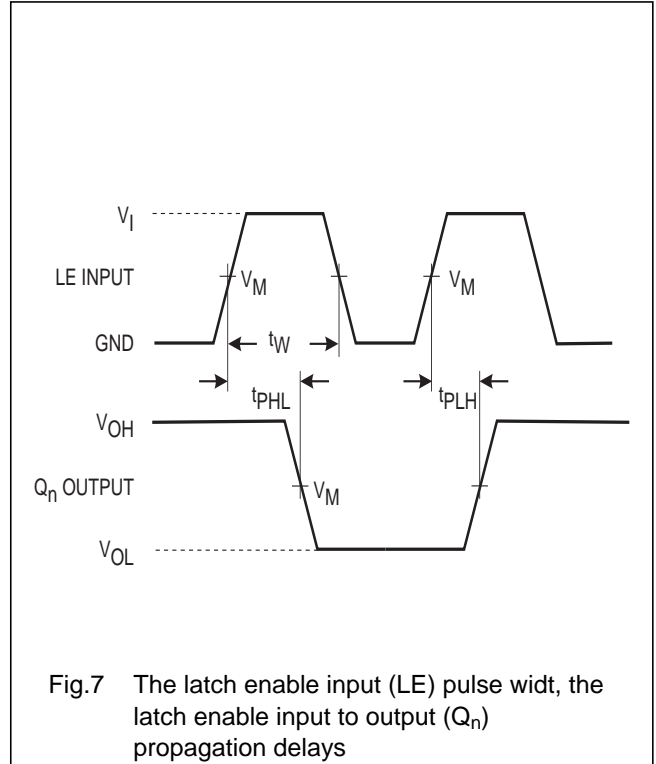 V_I
LE INPUT
V_M
V_M
GND
t_W
t_PHL
t_PLH
V_OH
Q_n OUTPUT
V_M
V_OL
Fig.7 The latch enable input (LE) pulse widt, the
latch enable input to output (Q_n)
propagation delays